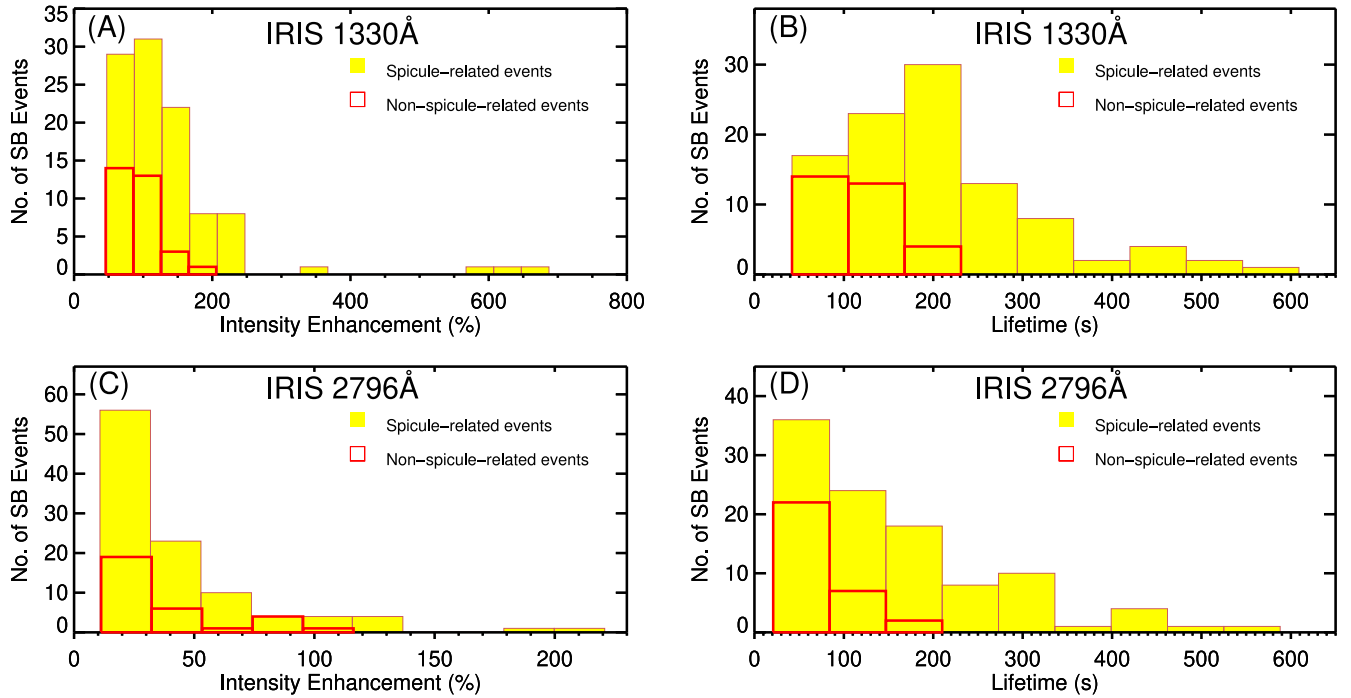 (A)
IRIS 1330Å
Spicule−related events
Non−spicule−related events
No. of SB Events
35
30
25
20
15
10
5
0
0 200 400 600 800
Intensity Enhancement (%)
(B)
IRIS 1330Å
Spicule−related events
Non−spicule−related events
No. of SB Events
30
20
10
0
0 100 200 300 400 500 600
Lifetime (s)
(C)
IRIS 2796Å
Spicule−related events
Non−spicule−related events
No. of SB Events
60
50
40
30
20
10
0
0 50 100 150 200
Intensity Enhancement (%)
(D)
IRIS 2796Å
Spicule−related events
Non−spicule−related events
No. of SB Events
40
30
20
10
0
0 100 200 300 400 500 600
Lifetime (s)